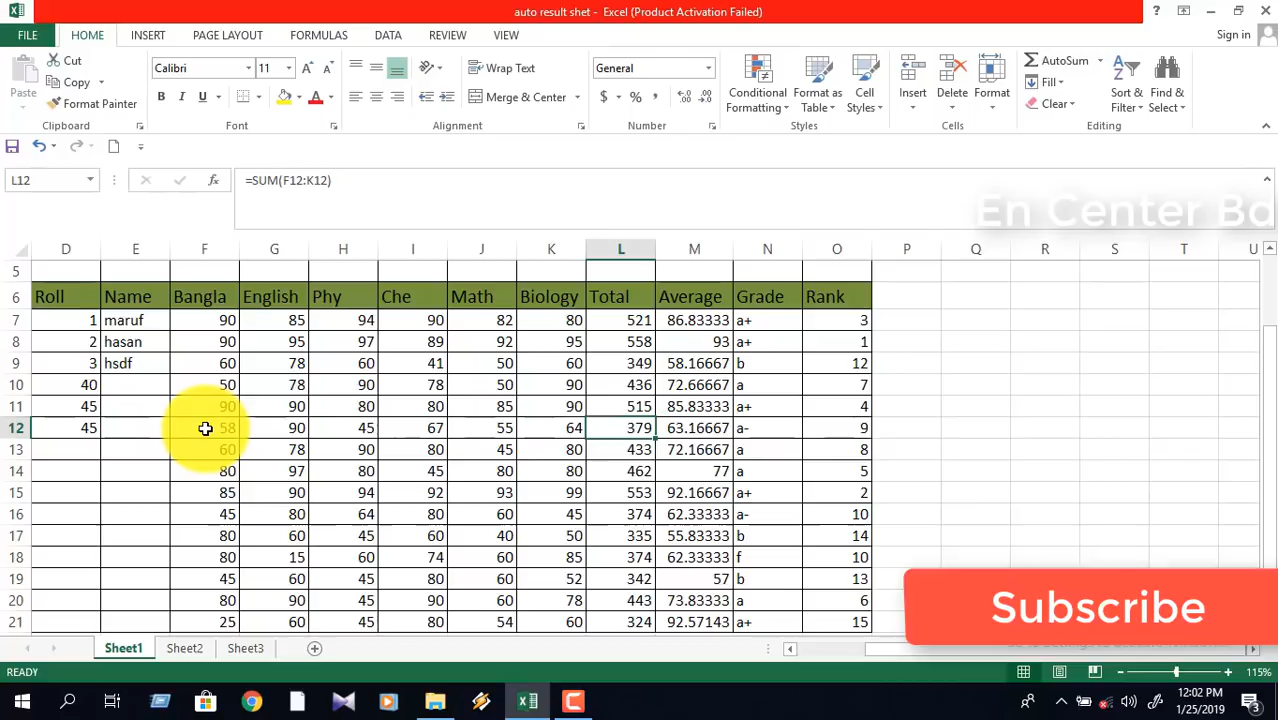 auto result shet - Excel (Product Activation Failed)
FILE HOME INSERT PAGE LAYOUT FORMULAS DATA REVIEW VIEW Sign in
Cut
Copy
Format Painter
Paste
Clipboard
Calibri 11
B I U A
Font
Wrap Text
Merge & Center
Alignment
General
$ % ,
Number
Conditional Formatting
Format as Table
Cell Styles
Styles
Insert Delete Format
Cells
AutoSum
Fill
Clear
Sort & Filter
Find & Select
Editing
L12 fx =SUM(F12:K12)
En Center Bd
D E F G H I J K L M N O P Q R S T U
5
6 Roll Name Bangla English Phy Che Math Biology Total Average Grade Rank
7 1 maruf 90 85 94 90 82 80 521 86.83333 a+ 3
8 2 hasan 90 95 97 89 92 95 558 93 a+ 1
9 3 hsdf 60 78 60 41 50 60 349 58.16667 b 12
10 40 50 78 90 78 50 90 436 72.66667 a 7
11 45 90 90 80 80 85 90 515 85.83333 a+ 4
12 45 58 90 45 67 55 64 379 63.16667 a- 9
13 60 78 90 80 45 80 433 72.16667 a 8
14 80 97 80 45 80 80 462 77 a 5
15 85 90 94 92 93 99 553 92.16667 a+ 2
16 45 80 64 80 60 45 374 62.33333 a- 10
17 80 60 45 60 40 50 335 55.83333 b 14
18 80 15 60 74 60 85 374 62.33333 f 10
19 45 60 45 80 60 52 342 57 b 13
20 80 90 45 90 60 78 443 73.83333 a 6
21 25 60 45 80 54 60 324 92.57143 a+ 15
Subscribe
Sheet1 Sheet2 Sheet3
READY 115%
12:02 PM
1/25/2019
3